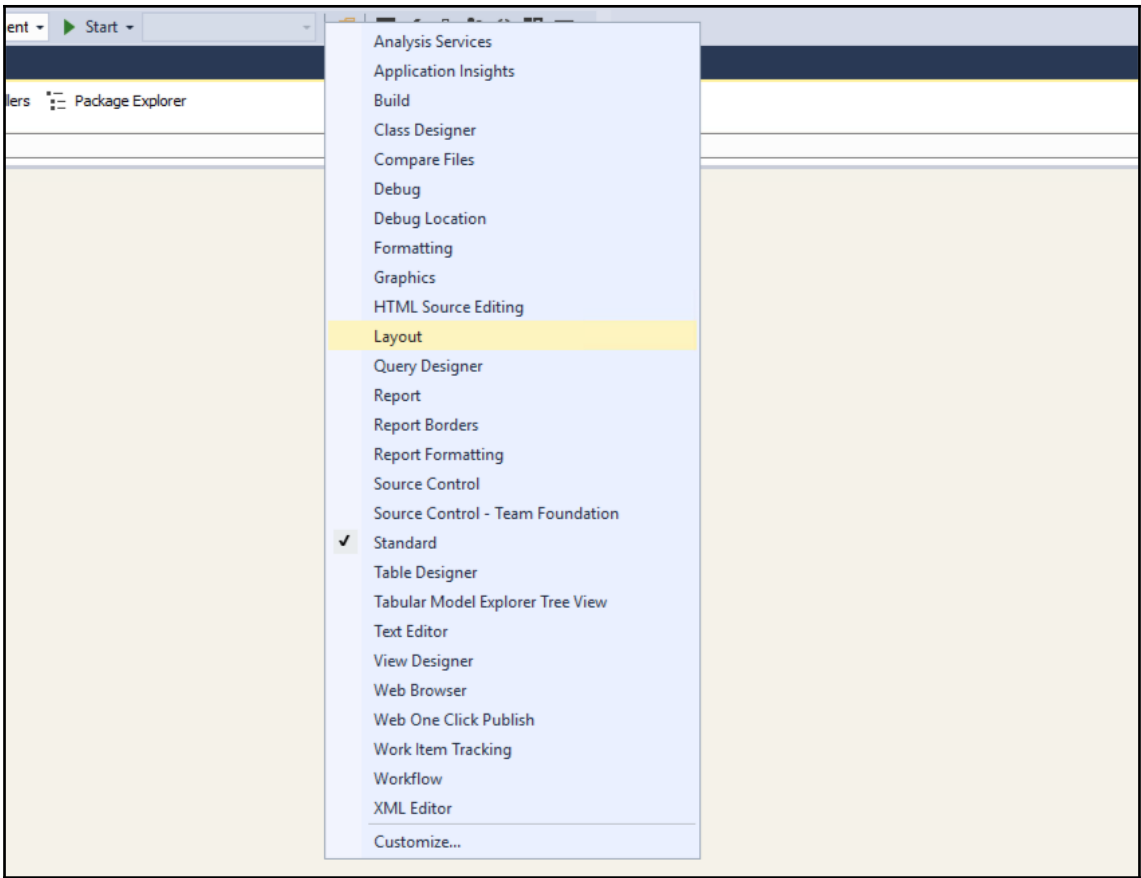 ent
Start
lers Package Explorer
Analysis Services
Application Insights
Build
Class Designer
Compare Files
Debug
Debug Location
Formatting
Graphics
HTML Source Editing
Layout
Query Designer
Report
Report Borders
Report Formatting
Source Control
Source Control - Team Foundation
Standard
Table Designer
Tabular Model Explorer Tree View
Text Editor
View Designer
Web Browser
Web One Click Publish
Work Item Tracking
Workflow
XML Editor
Customize...